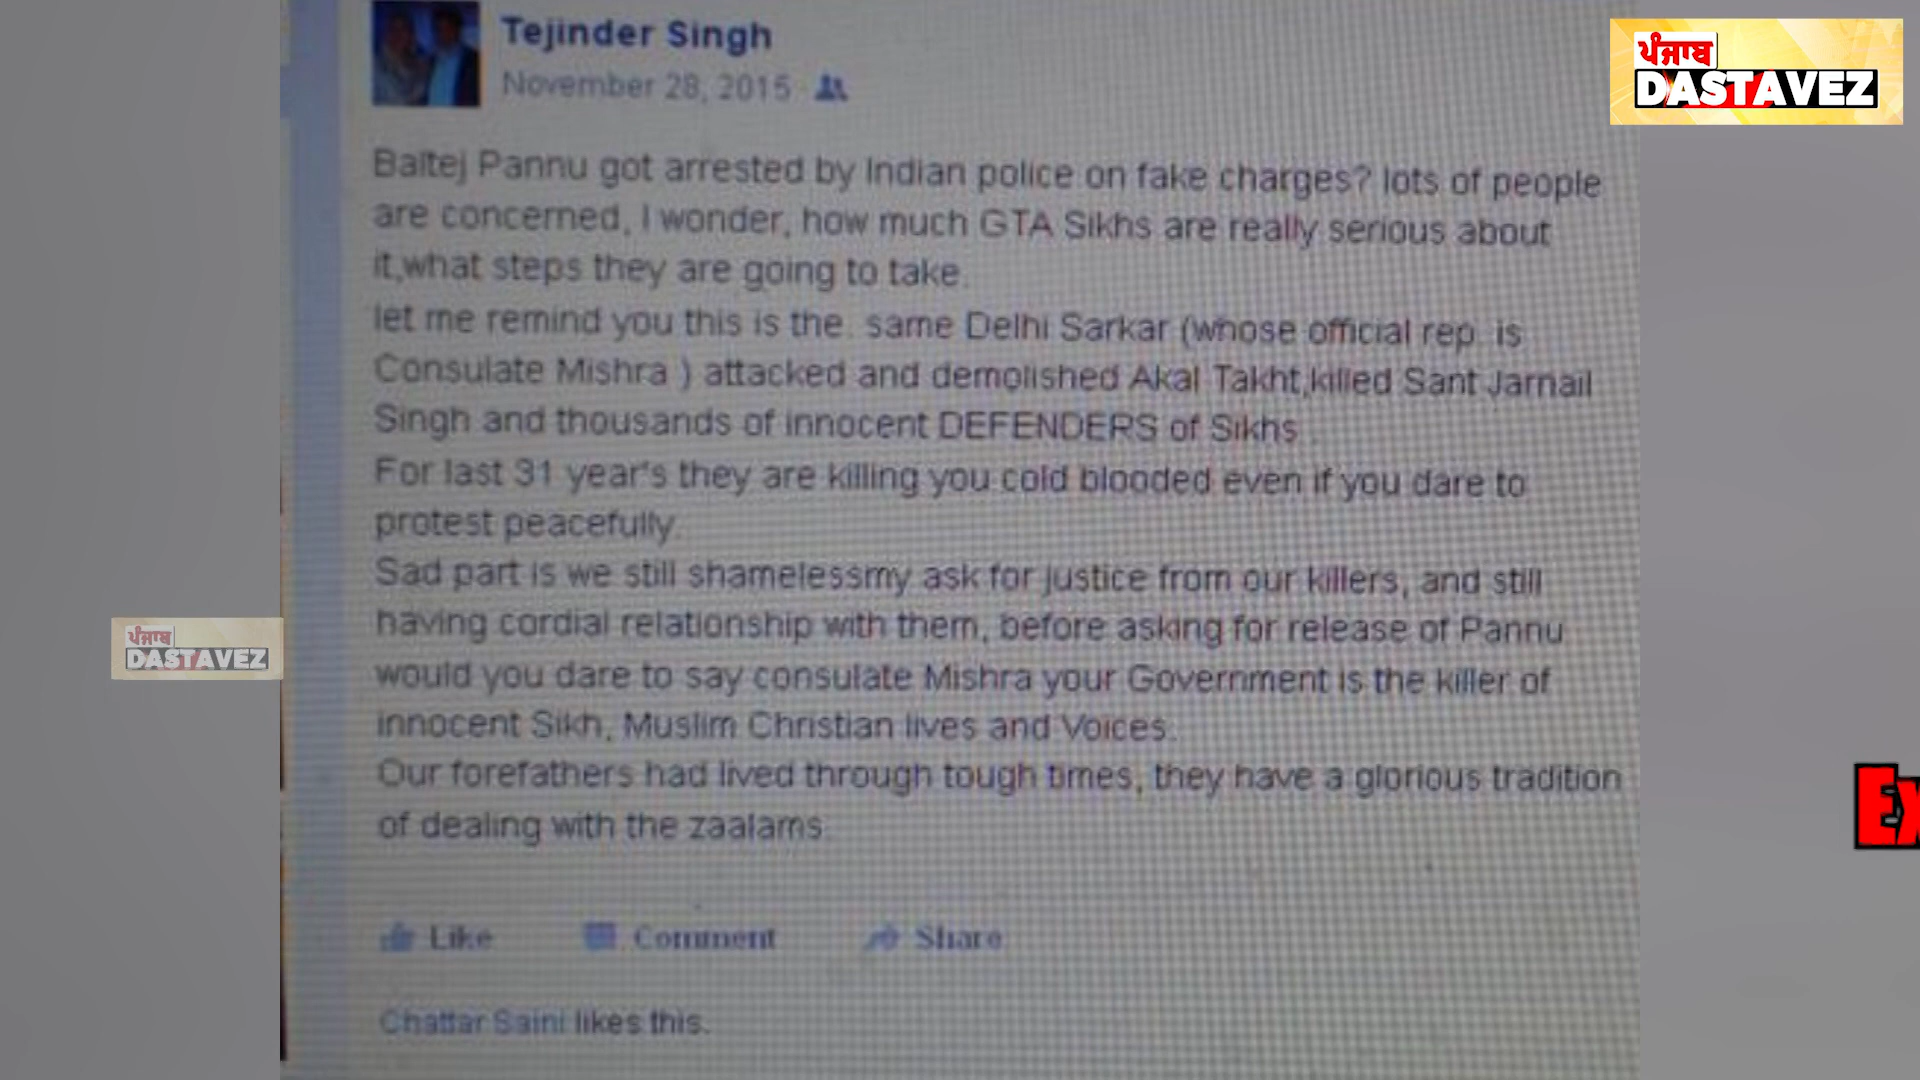 Tejinder Singh
November 28, 2015
ਪੰਜਾਬ
DASTAVEZ
Baltej Pannu got arrested by Indian police on fake charges? lots of people
are concerned, I wonder, how much GTA Sikhs are really serious about
it,what steps they are going to take.
let me remind you this is the. same Delhi Sarkar (whose official rep. is
Consulate Mishra ) attacked and demolished Akal Takht,killed Sant Jarnail
Singh and thousands of innocent DEFENDERS of Sikhs .
For last 31 year's they are killing you cold blooded even if you dare to
protest peacefully.
Sad part is we still shamelessmy ask for justice from our killers, and still
having cordial relationship with them, before asking for release of Pannu
would you dare to say consulate Mishra your Government is the killer of
innocent Sikh, Muslim Christian lives and Voices.
Our forefathers had lived through tough times, they have a glorious tradition
of dealing with the zaalams.
ਪੰਜਾਬ
DASTAVEZ
Ex
Like Comment Share
Chattar Saini likes this.